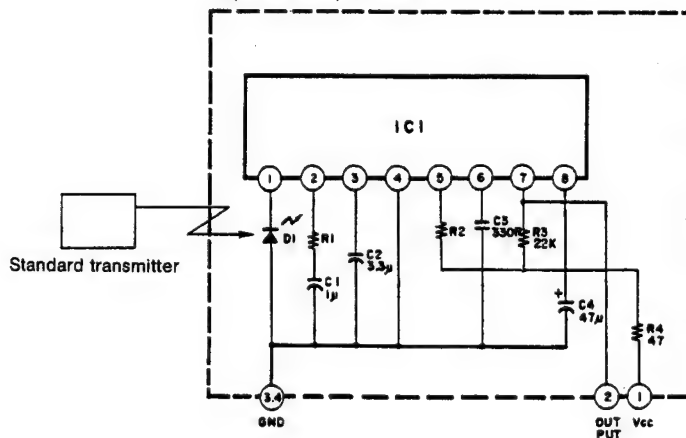 IC1
1 2 3 4 5 6 7 8
D1
R1
C1
1μ
C2
3.3μ
R2
C3
330P
R3
22K
C4
47μ
+
R4
47
Standard transmitter
3.4
GND
2
OUT
PUT
1
Vcc